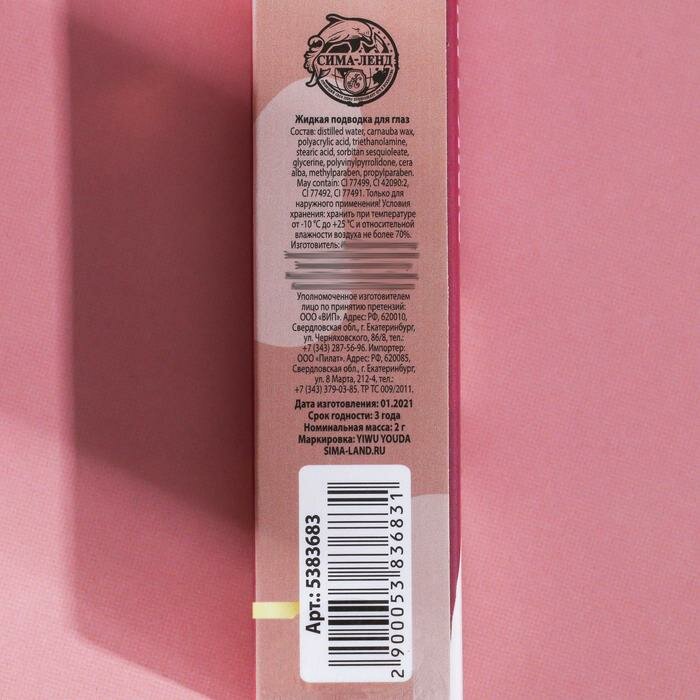 СИМА-ЛЕНД
Жидкая подводка для глаз
Состав: distilled water, carnauba wax,
polyacrylic acid, triethanolamine,
stearic acid, sorbitan sesquioleate,
glycerine, polyvinylpyrrolidone, cera
alba, methylparaben, propylparaben.
May contain: CI 77499, CI 42090:2,
CI 77492, CI 77491. Только для
наружного применения! Условия
хранения: хранить при температуре
от -10 °С до +25 °С и относительной
влажности воздуха не более 70%.
Изготовитель:
Уполномоченное изготовителем
лицо по принятию претензий:
ООО «ВИП». Адрес: РФ, 620010,
Свердловская обл., г. Екатеринбург,
ул. Черняховского, 86/8, тел.:
+7 (343) 287-56-96. Импортер:
ООО «Пилат». Адрес: РФ, 620085,
Свердловская обл., г. Екатеринбург,
ул. 8 Марта, 212-4, тел.:
+7 (343) 379-03-85. ТР ТС 009/2011.
Дата изготовления: 01.2021
Срок годности: 3 года
Номинальная масса: 2 г
Маркировка: YIWU YOUDA
SIMA-LAND.RU
Арт.: 5383683
2 900053 836831